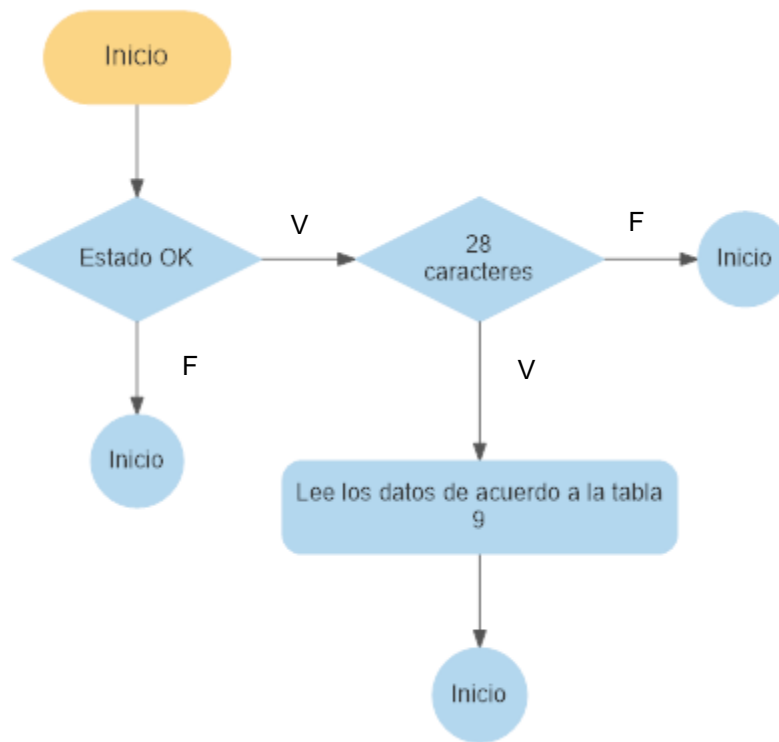 Inicio
Estado OK
V
28
caracteres
F
Inicio
F
V
Inicio
Lee los datos de acuerdo a la tabla
9
Inicio